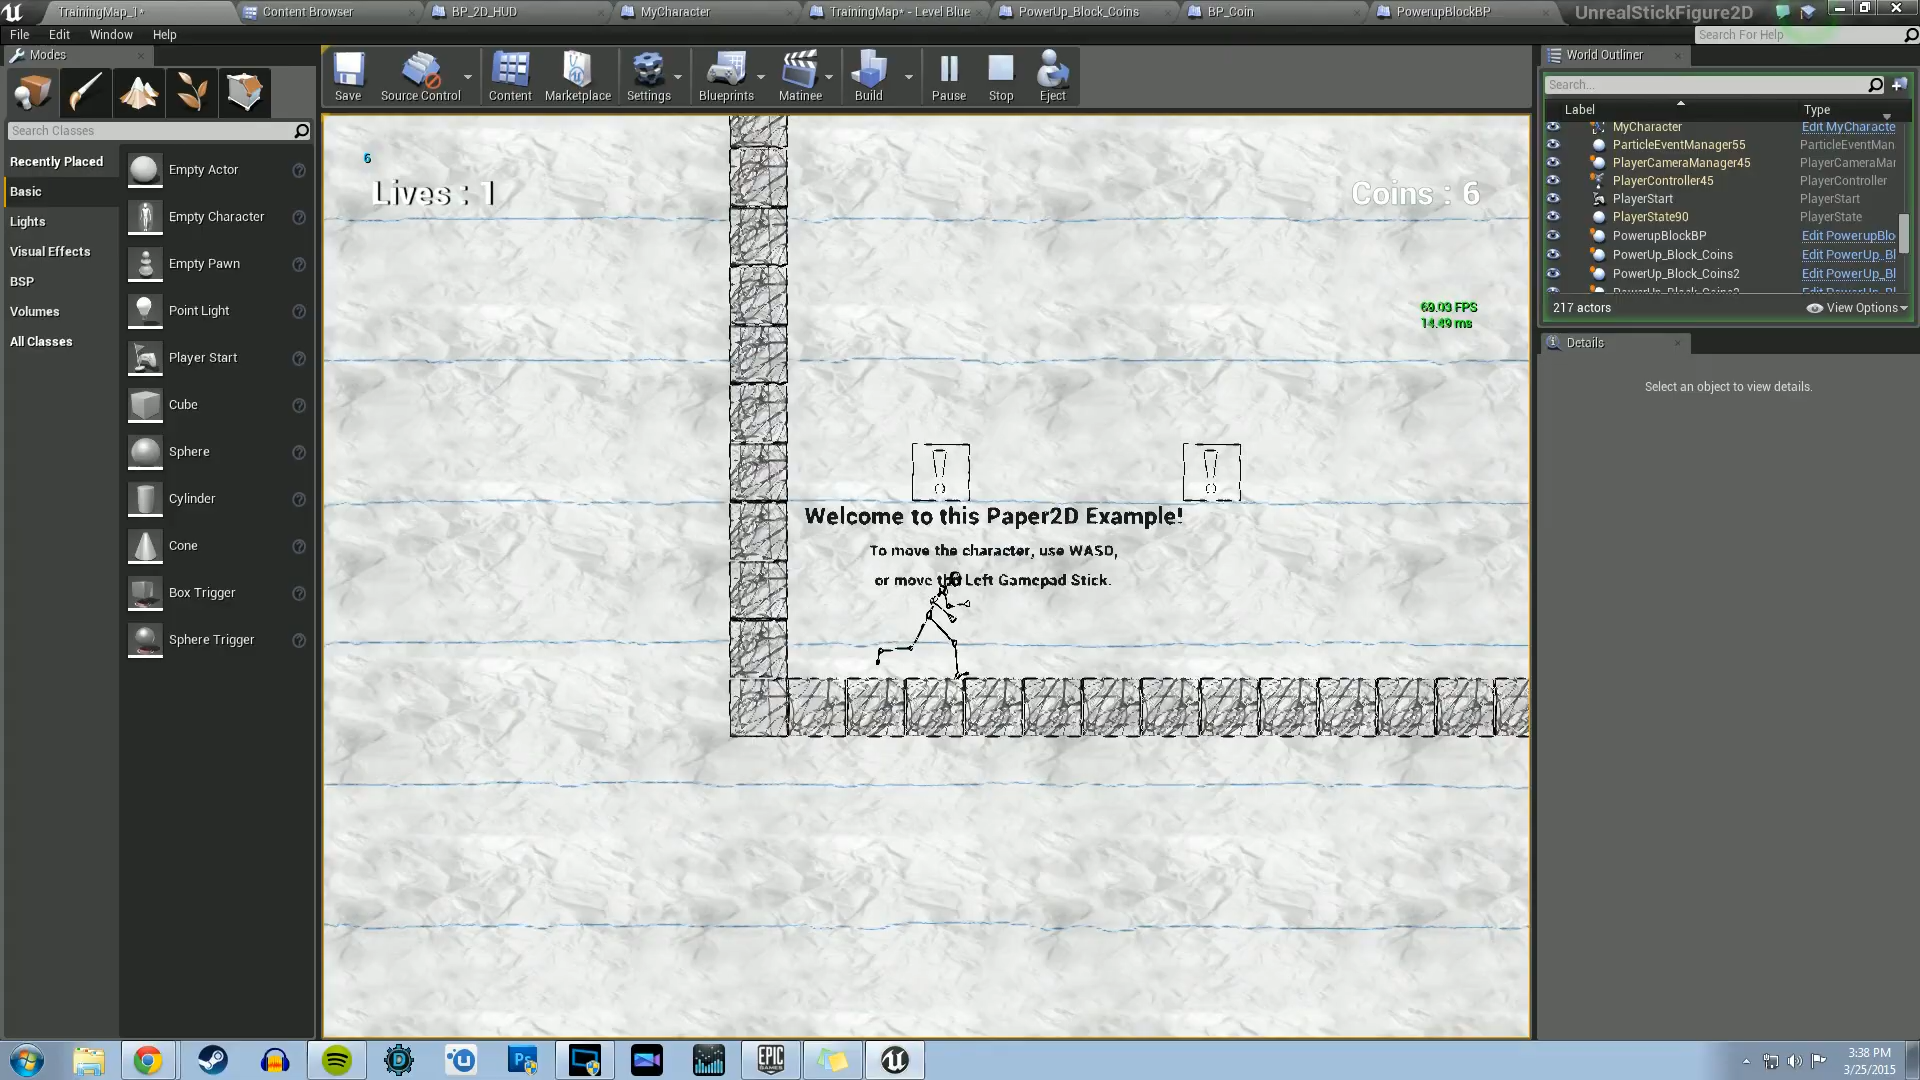 TrainingMap_1*
Content Browser
BP_2D_HUD
MyCharacter
TrainingMap* - Level Blue
PowerUp_Block_Coins
BP_Coin
PowerupBlockBP
UnrealStickFigure2D
File Edit Window Help
Search For Help
Modes
Search Classes
Recently Placed
Basic
Lights
Visual Effects
BSP
Volumes
All Classes
Empty Actor
Empty Character
Empty Pawn
Point Light
Player Start
Cube
Sphere
Cylinder
Cone
Box Trigger
Sphere Trigger
Save
Source Control
Content
Marketplace
Settings
Blueprints
Matinee
Build
Pause
Stop
Eject
6
Lives : 1
Coins : 6
69.03 FPS
14.49 ms
Welcome to this Paper2D Example!
To move the character, use WASD,
or move the Left Gamepad Stick.
World Outliner
Search...
Label Type
MyCharacter Edit MyCharacte
ParticleEventManager55 ParticleEventMan
PlayerCameraManager45 PlayerCameraMar
PlayerController45 PlayerController
PlayerStart PlayerStart
PlayerState90 PlayerState
PowerupBlockBP Edit PowerupBlo
PowerUp_Block_Coins Edit PowerUp_Bl
PowerUp_Block_Coins2 Edit PowerUp_Bl
217 actors
View Options
Details
Select an object to view details.
Ps
EPIC
GAMES
3:38 PM
3/25/2015